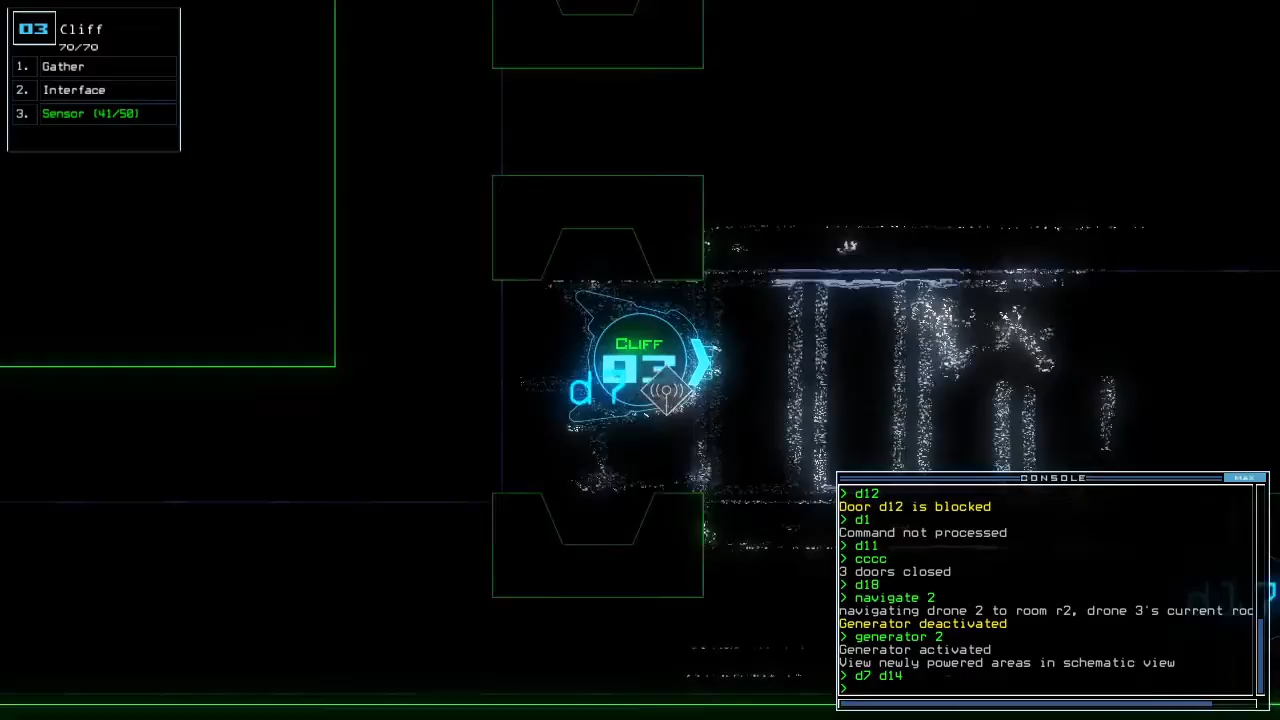 03 Cliff
70/70
1. Gather
2. Interface
3. Sensor (41/50)
Cliff
03
d7
CONSOLE
MAX
> d12
Door d12 is blocked
> d1
Command not processed
> d11
> cccc
3 doors closed
> d18
> navigate 2
navigating drone 2 to room r2, drone 3's current roo
Generator deactivated
> generator 2
Generator activated
View newly powered areas in schematic view
> d7 d14
>